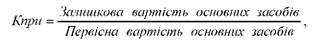 Кпри = Залишкова вартість основних засобів
Первісна вартість основних засобів ,